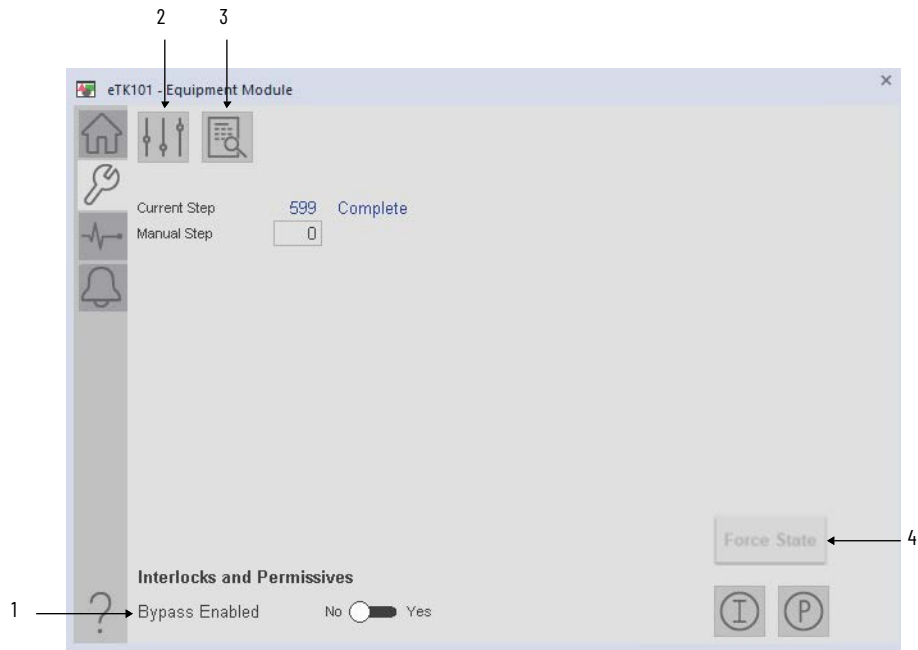 2 3
eTK101 - Equipment Module
Current Step 599 Complete
Manual Step 0
Force State 4
Interlocks and Permissives
1 Bypass Enabled No Yes
? I P